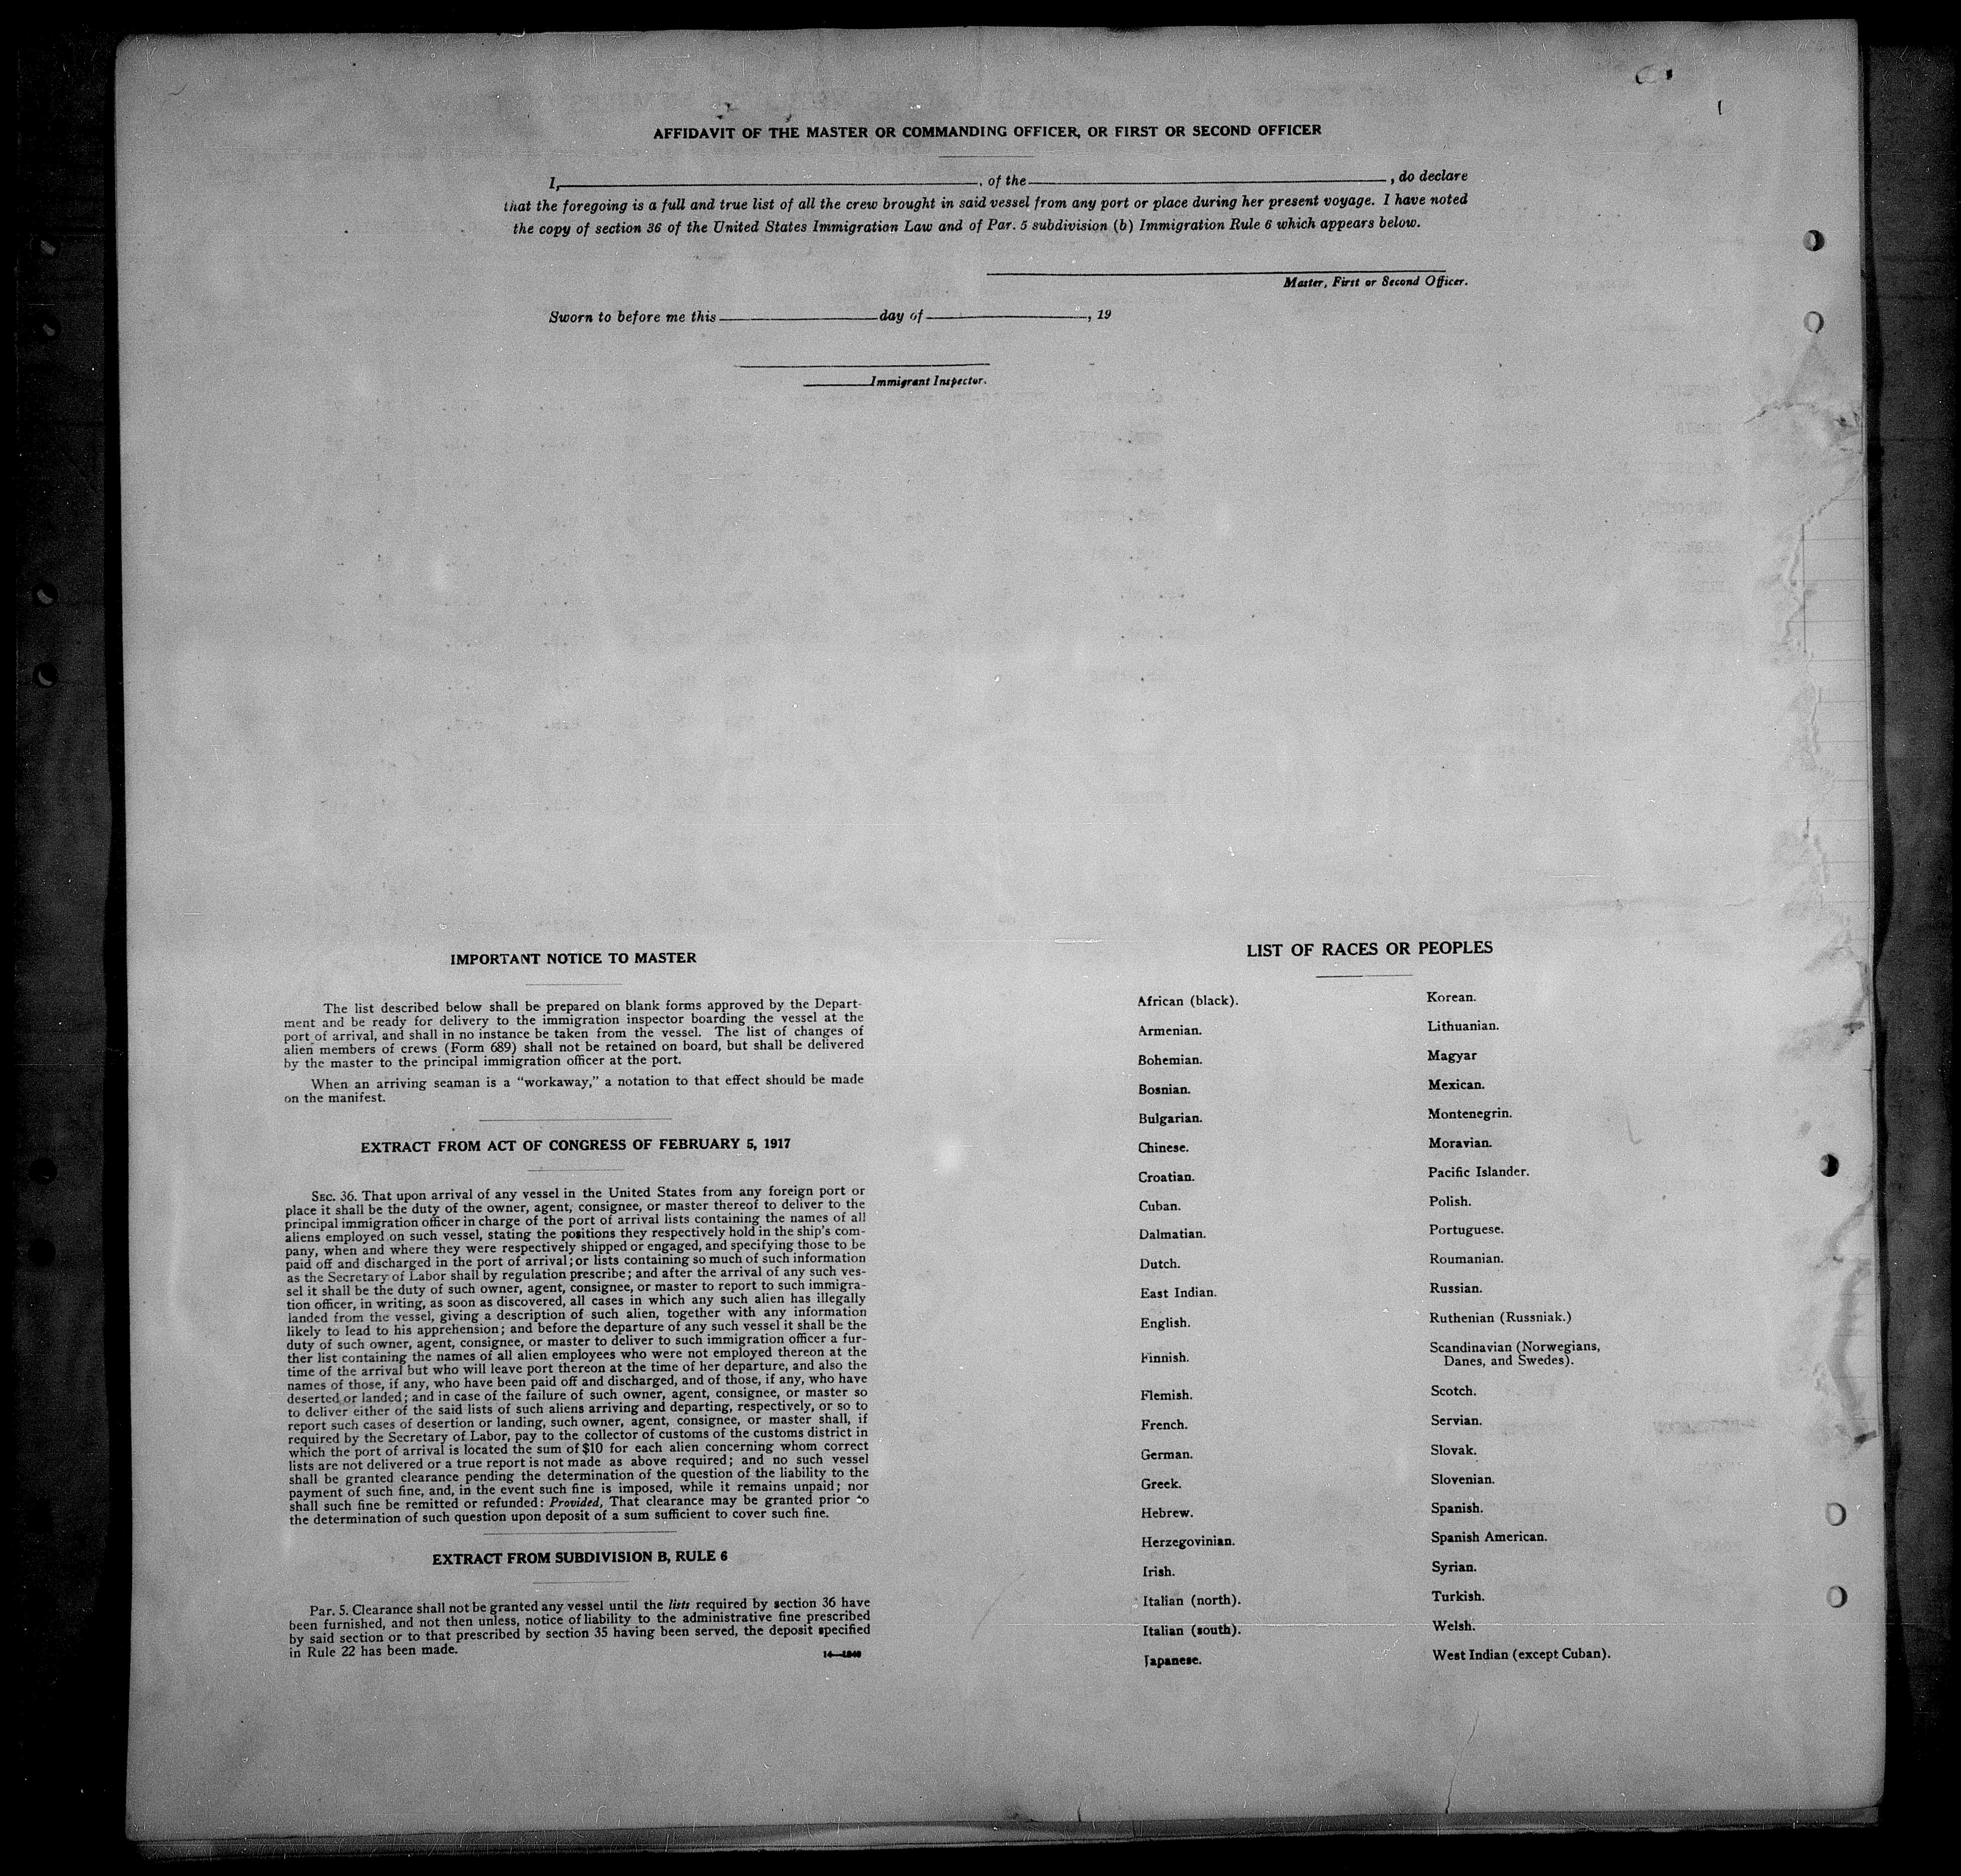 AFFIDAVIT OF THE MASTER OR COMMANDING OFFICER, OR FIRST OR SECOND OFFICER
I, , of the , do declare
that the foregoing is a full and true list of all the crew brought in said vessel from any port or place during her present voyage. I have noted
the copy of section 36 of the United States Immigration Law and of Par. 5 subdivision (b) Immigration Rule 6 which appears below.
Master, First or Second Officer.
Sworn to before me this day of , 19
Immigrant Inspector.
IMPORTANT NOTICE TO MASTER
The list described below shall be prepared on blank forms approved by the Depart-
ment and be ready for delivery to the immigration inspector boarding the vessel at the
port of arrival, and shall in no instance be taken from the vessel. The list of changes of
alien members of crews (Form 689) shall not be retained on board, but shall be delivered
by the master to the principal immigration officer at the port.
When an arriving seaman is a "workaway," a notation to that effect should be made
on the manifest.
EXTRACT FROM ACT OF CONGRESS OF FEBRUARY 5, 1917
SEC. 36. That upon arrival of any vessel in the United States from any foreign port or
place it shall be the duty of the owner, agent, consignee, or master thereof to deliver to the
principal immigration officer in charge of the port of arrival lists containing the names of all
aliens employed on such vessel, stating the positions they respectively hold in the ship's com-
pany, when and where they were respectively shipped or engaged, and specifying those to be
paid off and discharged in the port of arrival; or lists containing so much of such information
as the Secretary of Labor shall by regulation prescribe; and after the arrival of any such ves-
sel it shall be the duty of such owner, agent, consignee, or master to report to such immigra-
tion officer, in writing, as soon as discovered, all cases in which any such alien has illegally
landed from the vessel, giving a description of such alien, together with any information
likely to lead to his apprehension; and before the departure of any such vessel it shall be the
duty of such owner, agent, consignee, or master to deliver to such immigration officer a fur-
ther list containing the names of all alien employees who were not employed thereon at the
time of the arrival but who will leave port thereon at the time of her departure, and also the
names of those, if any, who have been paid off and discharged, and of those, if any, who have
deserted or landed; and in case of the failure of such owner, agent, consignee, or master so
to deliver either of the said lists of such aliens arriving and departing, respectively, or so to
report such cases of desertion or landing, such owner, agent, consignee, or master shall, if
required by the Secretary of Labor, pay to the collector of customs of the customs district in
which the port of arrival is located the sum of $10 for each alien concerning whom correct
lists are not delivered or a true report is not made as above required; and no such vessel
shall be granted clearance pending the determination of the question of the liability to the
payment of such fine, and, in the event such fine is imposed, while it remains unpaid; nor
shall such fine be remitted or refunded: Provided, That clearance may be granted prior to
the determination of such question upon deposit of a sum sufficient to cover such fine.
EXTRACT FROM SUBDIVISION B, RULE 6
Par. 5. Clearance shall not be granted any vessel until the lists required by section 36 have
been furnished, and not then unless, notice of liability to the administrative fine prescribed
by said section or to that prescribed by section 35 having been served, the deposit specified
in Rule 22 has been made.
LIST OF RACES OR PEOPLES
African (black).
Armenian.
Bohemian.
Bosnian.
Bulgarian.
Chinese.
Croatian.
Cuban.
Dalmatian.
Dutch.
East Indian.
English.
Finnish.
Flemish.
French.
German.
Greek.
Hebrew.
Herzegovinian.
Irish.
Italian (north).
Italian (south).
Japanese.
Korean.
Lithuanian.
Magyar
Mexican.
Montenegrin.
Moravian.
Pacific Islander.
Polish.
Portuguese.
Roumanian.
Russian.
Ruthenian (Russniak.)
Scandinavian (Norwegians,
Danes, and Swedes).
Scotch.
Servian.
Slovak.
Slovenian.
Spanish.
Spanish American.
Syrian.
Turkish.
Welsh.
West Indian (except Cuban).